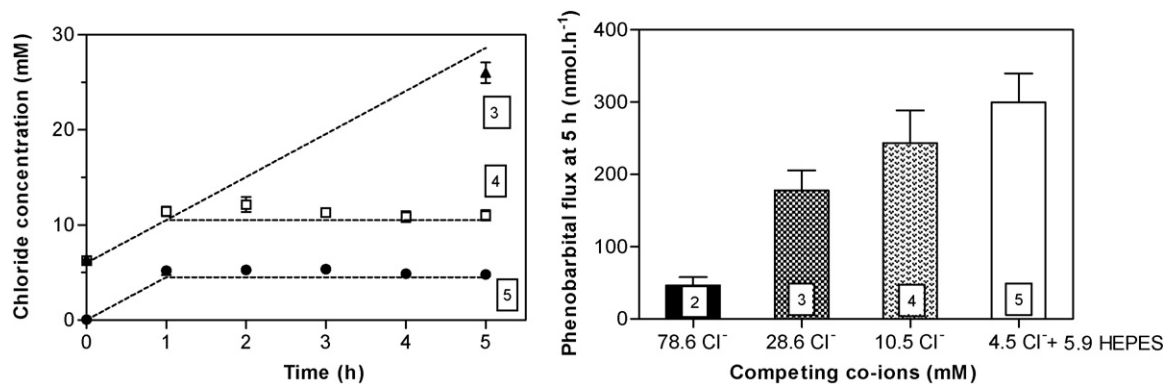 Chloride concentration (mM)
30
20
10
0
3
4
5
0 1 2 3 4 5
Time (h)
Phenobarbital flux at 5 h (nmol.h⁻¹)
400
300
200
100
0
2 3 4 5
78.6 Cl⁻ 28.6 Cl⁻ 10.5 Cl⁻ 4.5 Cl⁻ + 5.9 HEPES
Competing co-ions (mM)